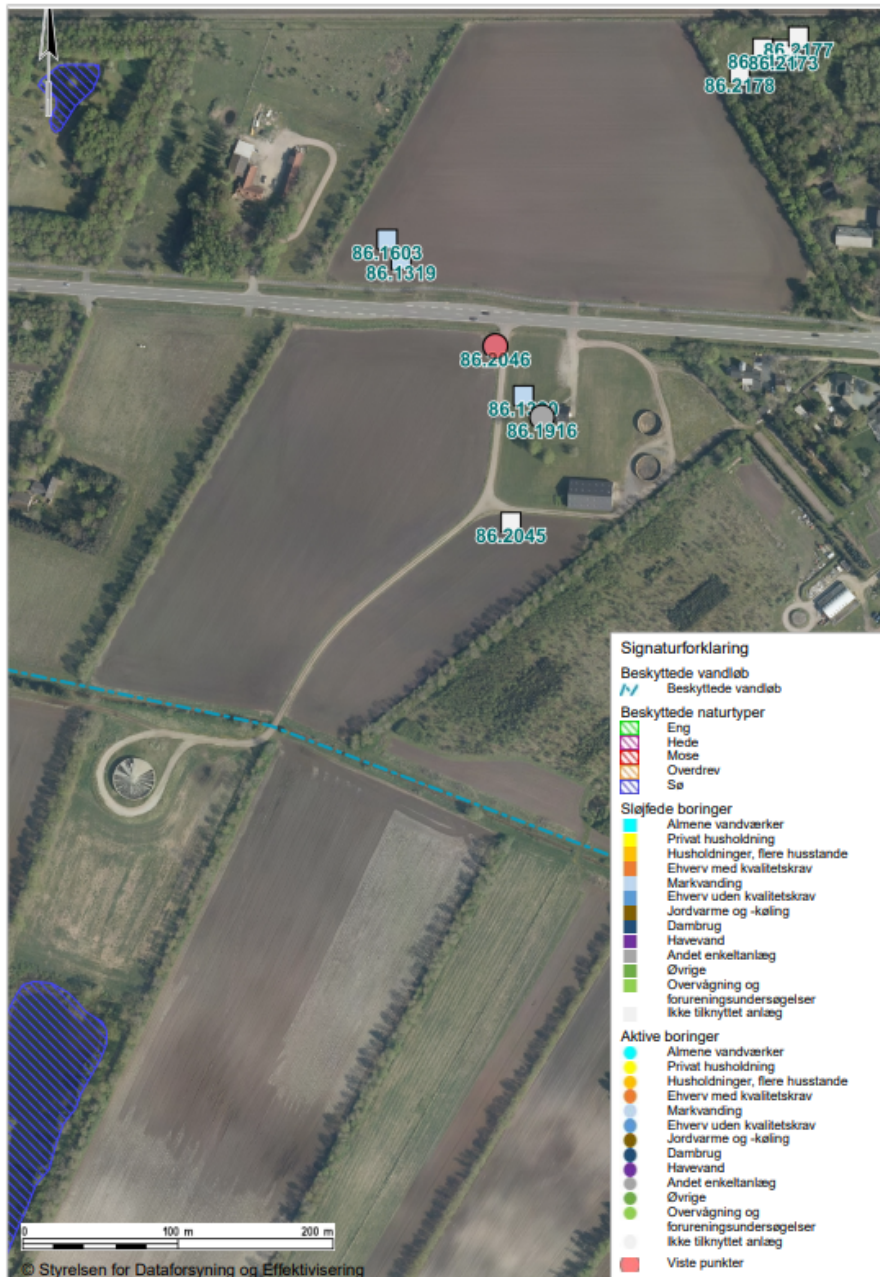 86.2177
86.2173
86.2178
86.1603
86.1319
86.2046
86.1916
86.2045
Signaturforklaring
Beskyttede vandløb
Beskyttede vandløb
Beskyttede naturtyper
Eng
Hede
Mose
Overdrev
Sø
Sløjfede boringer
Almene vandværker
Privat husholdning
Husholdninger, flere husstande
Ehverv med kvalitetskrav
Markvanding
Ehverv uden kvalitetskrav
Jordvarme og -køling
Dambrug
Havevand
Andet enkeltanlæg
Øvrige
Overvågning og
forureningsundersøgelser
Ikke tilknyttet anlæg
Aktive boringer
Almene vandværker
Privat husholdning
Husholdninger, flere husstande
Ehverv med kvalitetskrav
Markvanding
Ehverv uden kvalitetskrav
Jordvarme og -køling
Dambrug
Havevand
Andet enkeltanlæg
Øvrige
Overvågning og
forureningsundersøgelser
Ikke tilknyttet anlæg
Viste punkter
0 100 m 200 m
© Styrelsen for Dataforsyning og Effektivisering